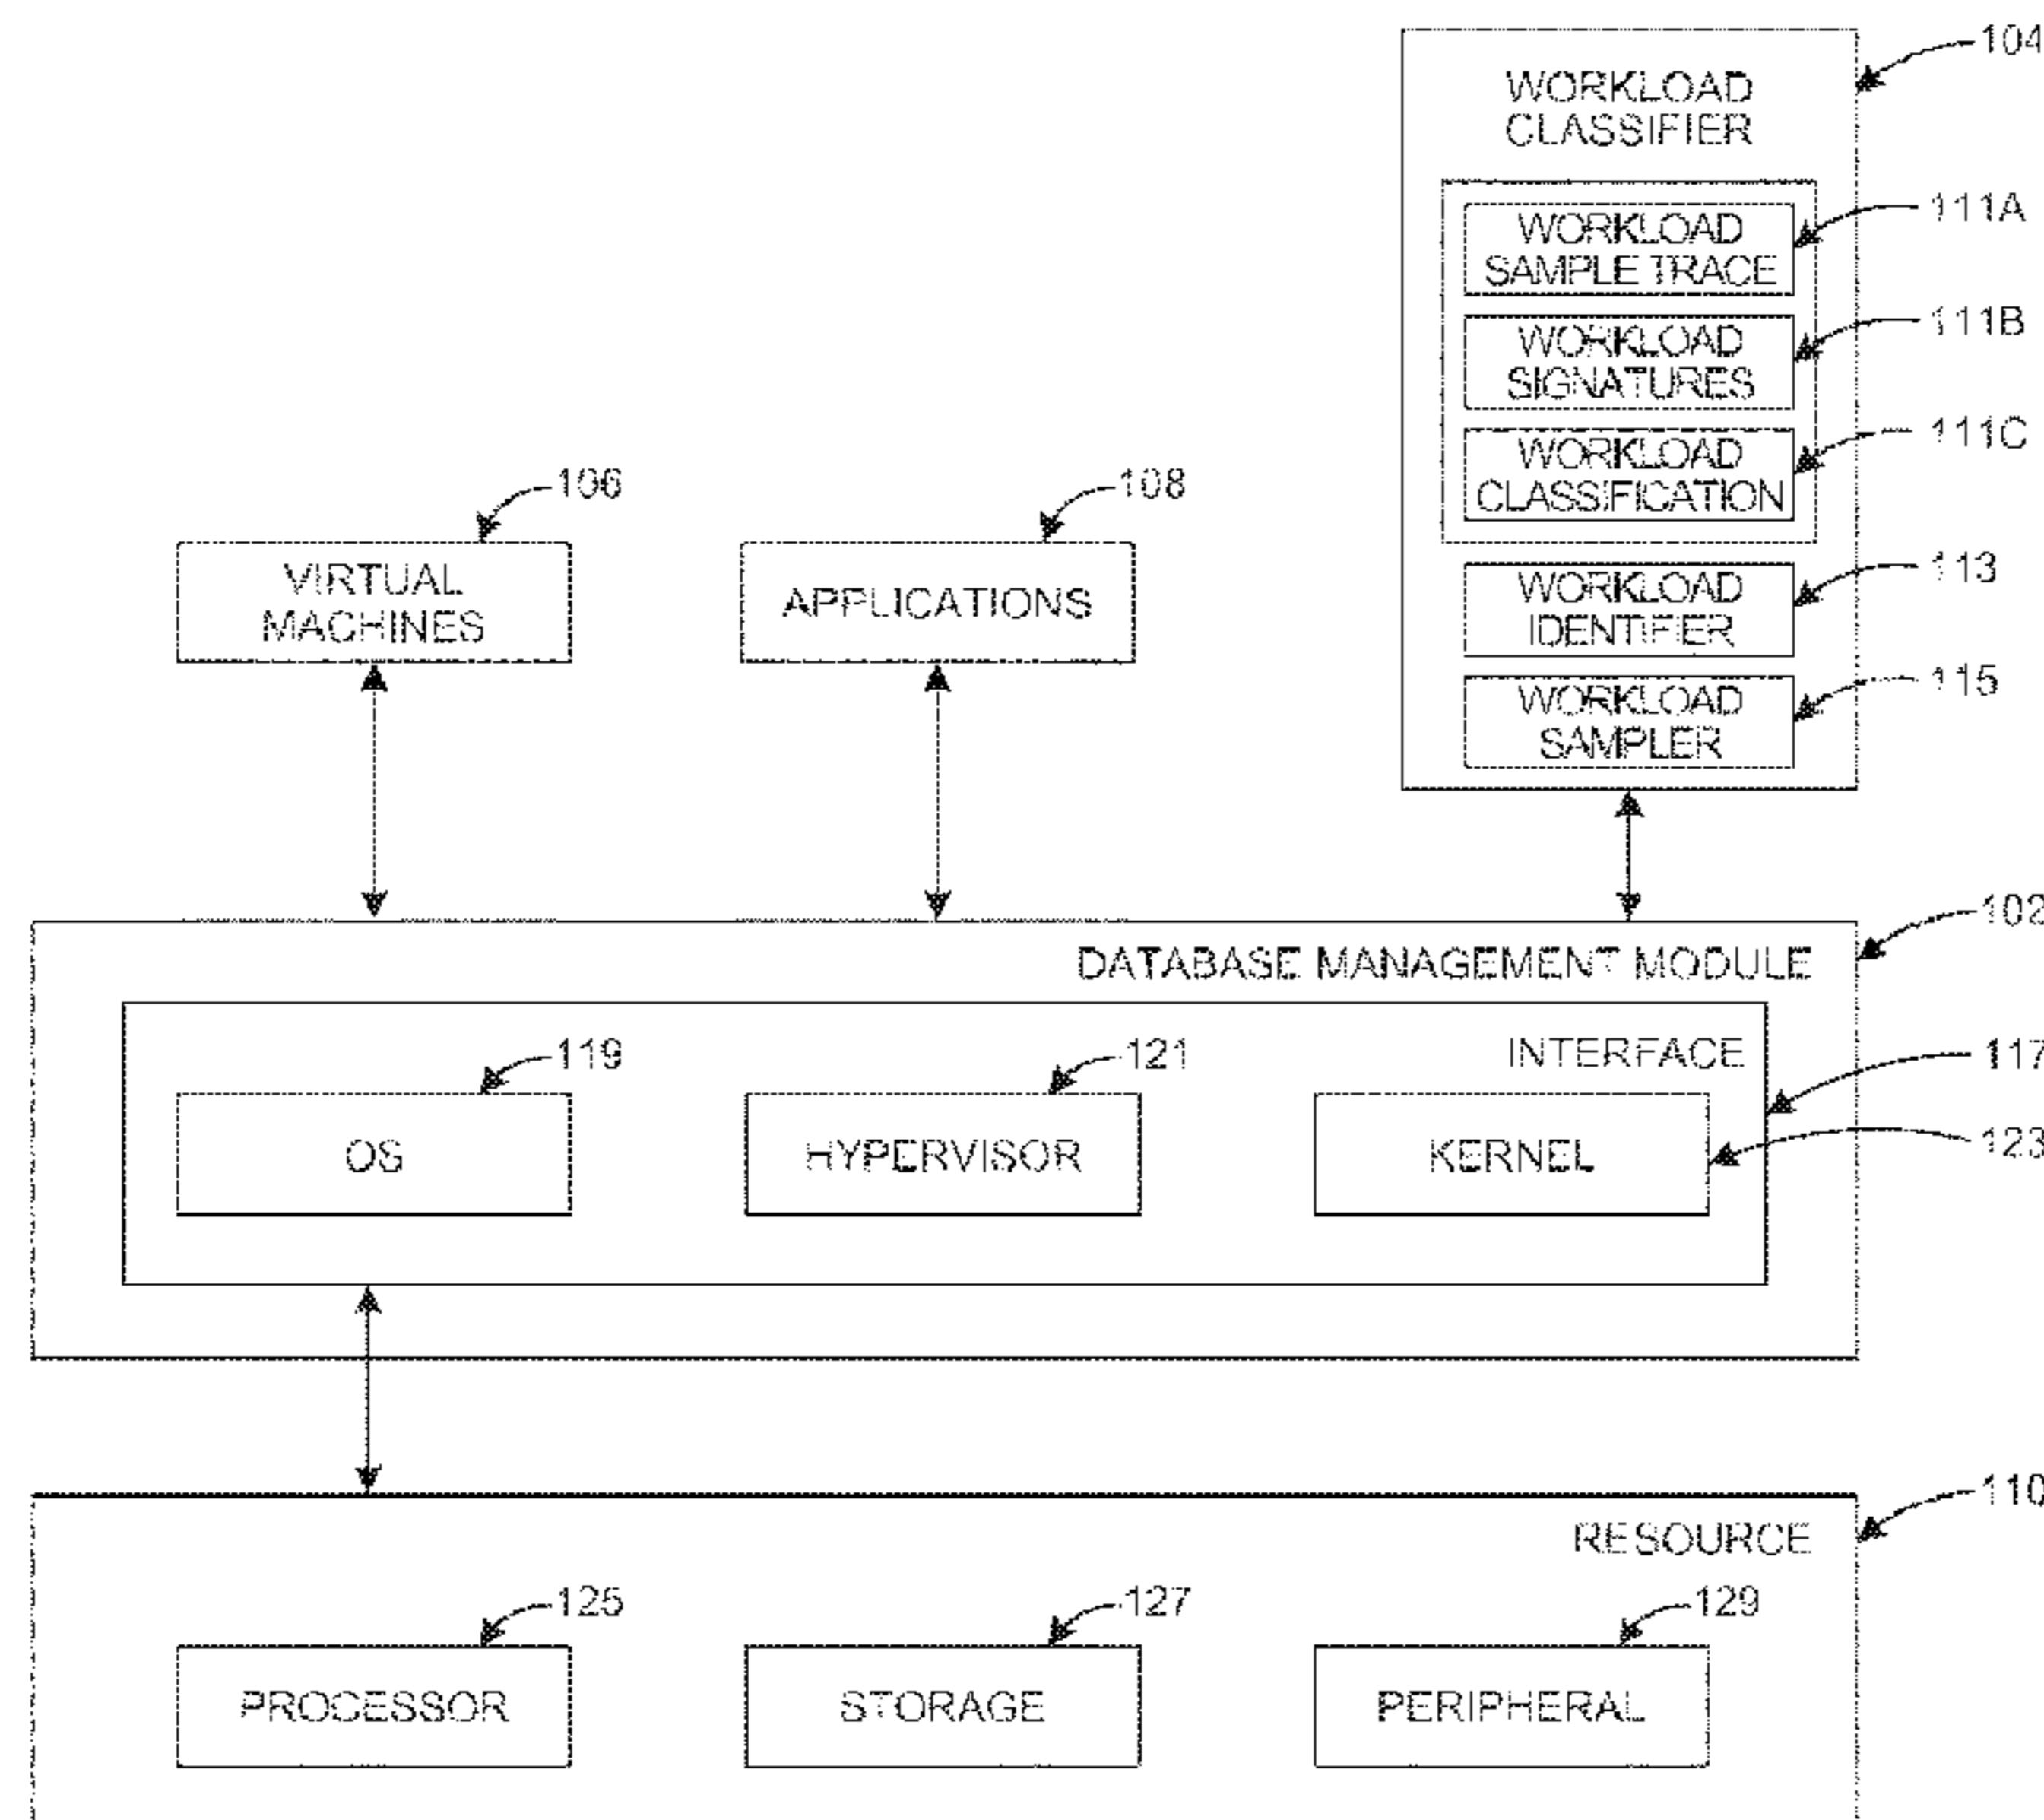 104
WORKLOAD
CLASSIFIER
111A
WORKLOAD
SAMPLE TRACE
111B
WORKLOAD
SIGNATURES
111C
WORKLOAD
CLASSIFICATION
106
108
VIRTUAL
MACHINES
APPLICATIONS
113
WORKLOAD
IDENTIFIER
115
WORKLOAD
SAMPLER
102
DATABASE MANAGEMENT MODULE
119
121
INTERFACE
117
OS
HYPERVISOR
KERNEL
123
110
RESOURCE
125
127
129
PROCESSOR
STORAGE
PERIPHERAL